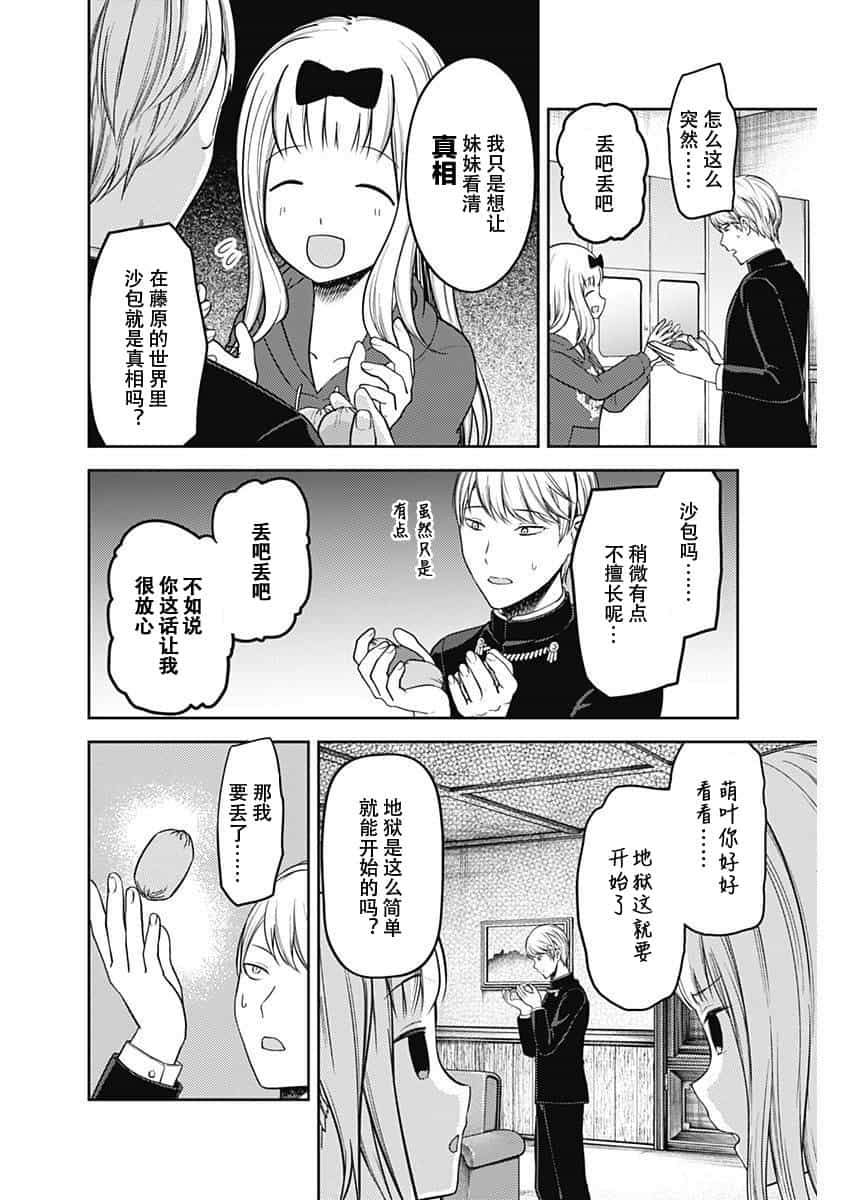 怎么这么
突然……
丢吧丢吧
我只是想让
妹妹看清
真相
在藤原的世界里
沙包就是真相吗？
沙包吗……
稍微有点
不擅长呢…
虽然只是
有点
丢吧丢吧
不如说
你这话让我
很放心
萌叶你好好
看看……
地狱这就要
开始了
地狱是这么简单
就能开始的吗？
那我
要丢了……